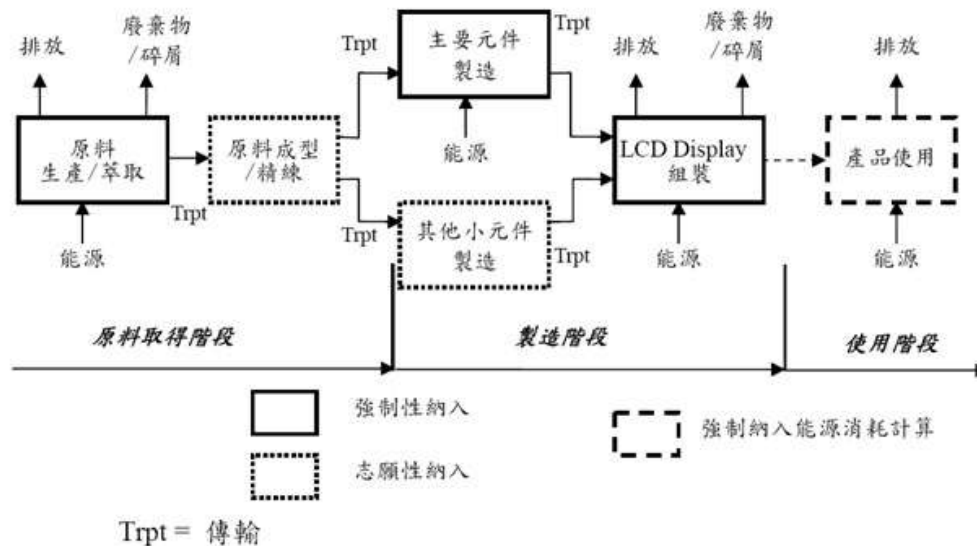 排放
廢棄物
/碎屑
原料
生產/萃取
能源
Trpt
原料成型
/精練
Trpt
主要元件
製造
能源
Trpt
Trpt
其他小元件
製造
Trpt
排放
廢棄物
/碎屑
LCD Display
組裝
能源
排放
產品使用
能源
原料取得階段
製造階段
使用階段
強制性納入
志願性納入
強制納入能源消耗計算
Trpt = 傳輸